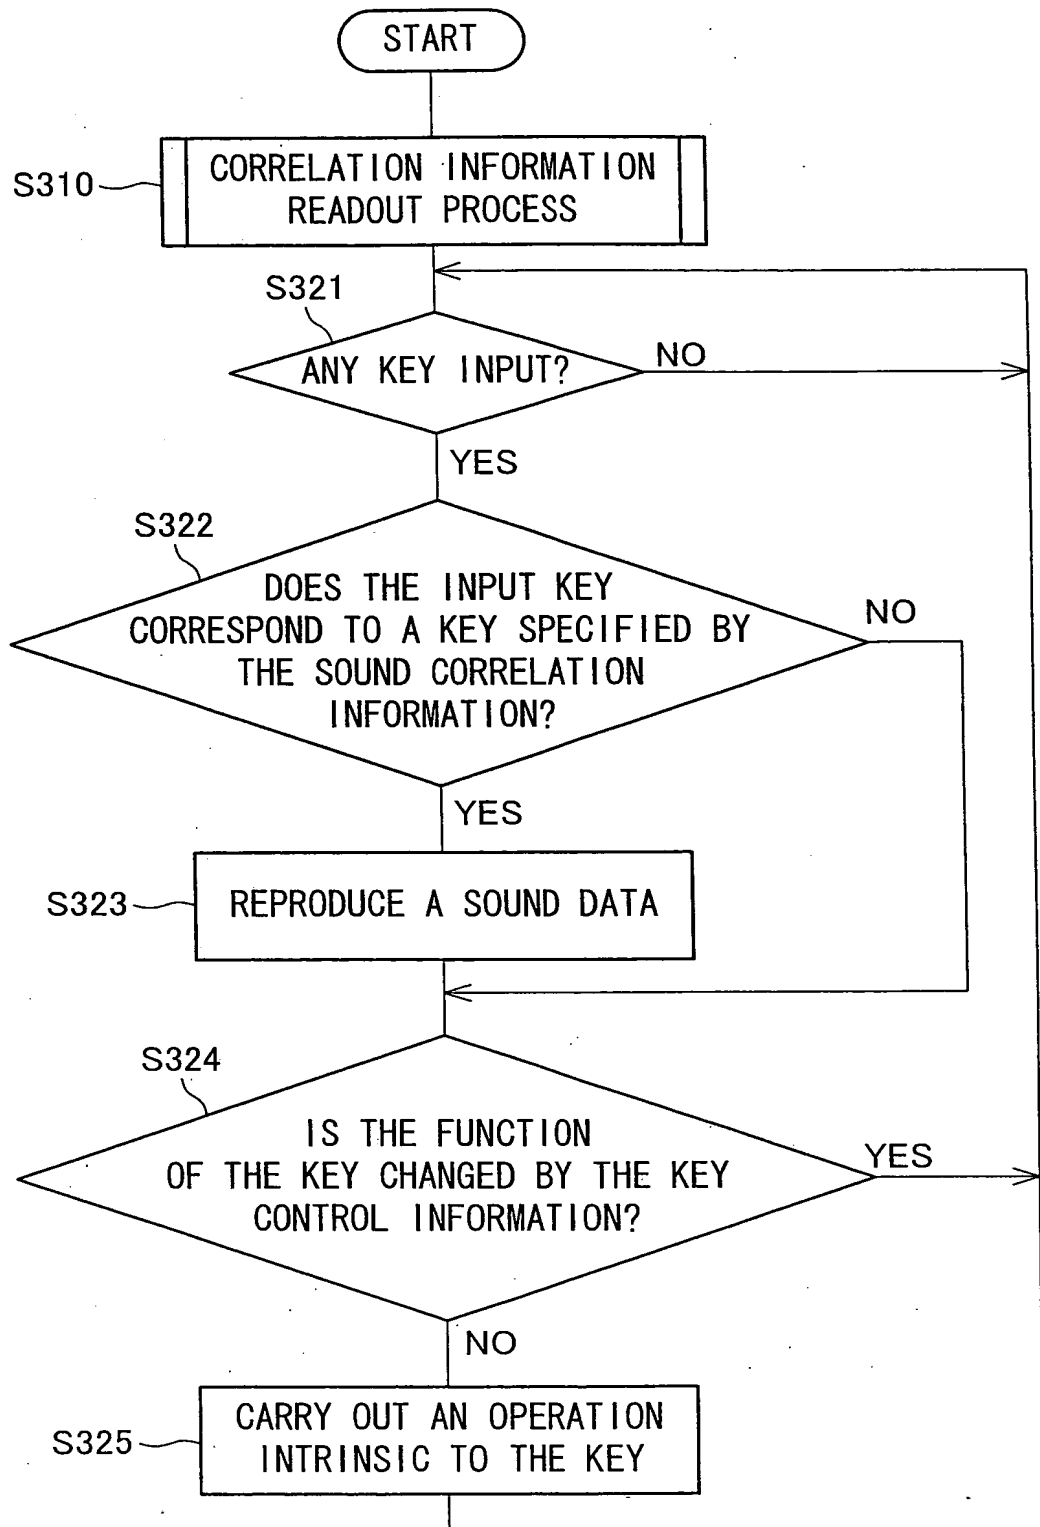 START
S310
CORRELATION INFORMATION
READOUT PROCESS
S321
ANY KEY INPUT?
NO
YES
S322
DOES THE INPUT KEY
CORRESPOND TO A KEY SPECIFIED BY
THE SOUND CORRELATION
INFORMATION?
NO
YES
S323
REPRODUCE A SOUND DATA
S324
IS THE FUNCTION
OF THE KEY CHANGED BY THE KEY
CONTROL INFORMATION?
YES
NO
S325
CARRY OUT AN OPERATION
INTRINSIC TO THE KEY